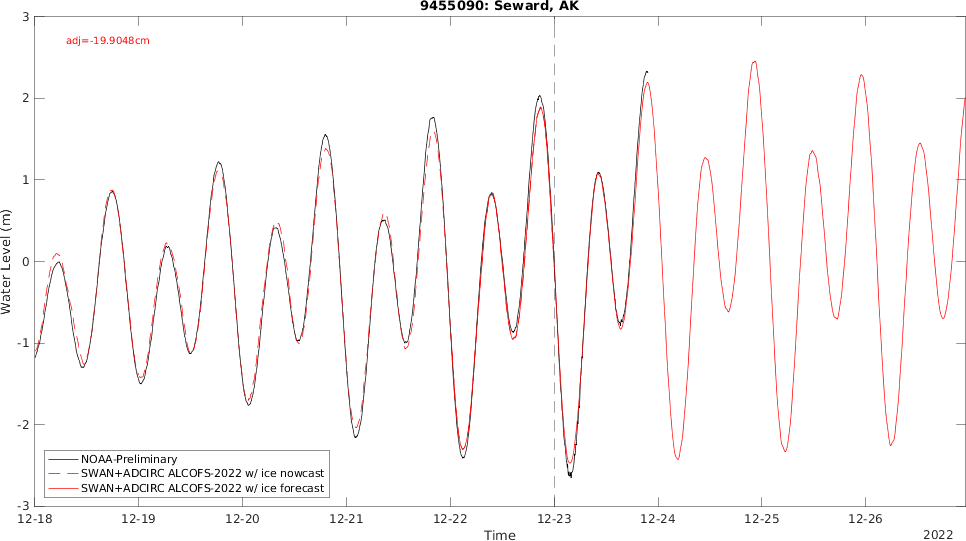 9455090: Seward, AK
adj=-19.9048cm
3
2
1
0
-1
-2
-3
Water Level (m)
NOAA-Preliminary
SWAN+ADCIRC ALCOFS-2022 w/ ice nowcast
SWAN+ADCIRC ALCOFS-2022 w/ ice forecast
12-18 12-19 12-20 12-21 12-22 12-23 12-24 12-25 12-26
Time
2022